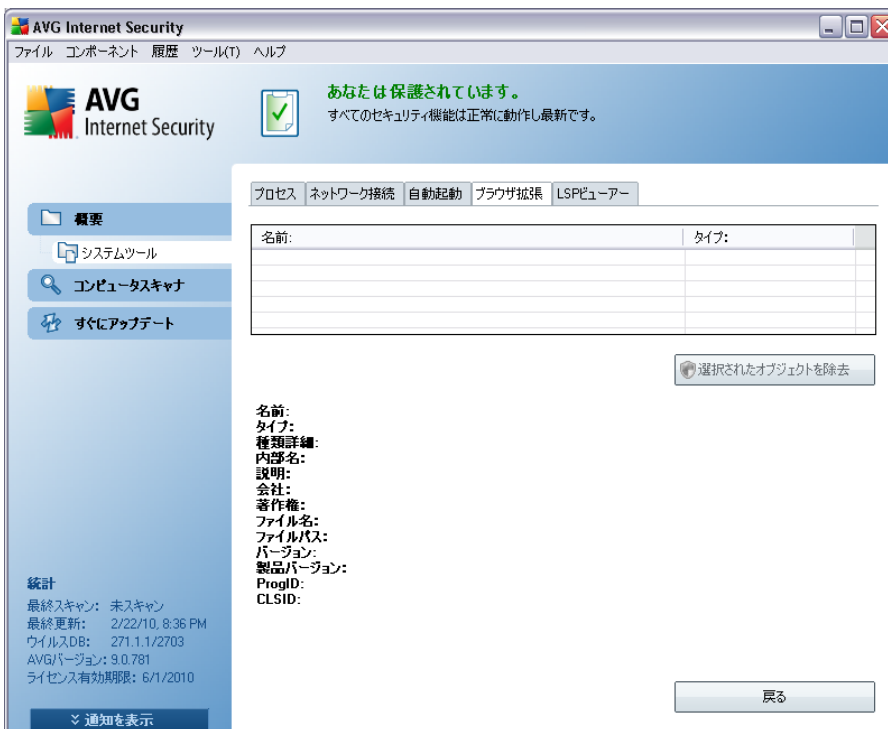 AVG Internet Security
ファイル コンポーネント 履歴 ツール(T) ヘルプ
AVG
Internet Security
あなたは保護されています。
すべてのセキュリティ機能は正常に動作し最新です。
プロセス ネットワーク接続 自動起動 ブラウザ拡張 LSPビューアー
概要
システムツール
コンピュータスキャナ
すぐにアップデート
名前: タイプ:
選択されたオブジェクトを除去
名前:
タイプ:
種類詳細:
内部名:
説明:
会社:
著作権:
ファイル名:
ファイルパス:
バージョン:
製品バージョン:
ProgID:
CLSID:
統計
最終スキャン: 未スキャン
最終更新: 2/22/10, 8:36 PM
ウイルスDB: 271.1.1/2703
AVGバージョン: 9.0.781
ライセンス有効期限: 6/1/2010
戻る
通知を表示